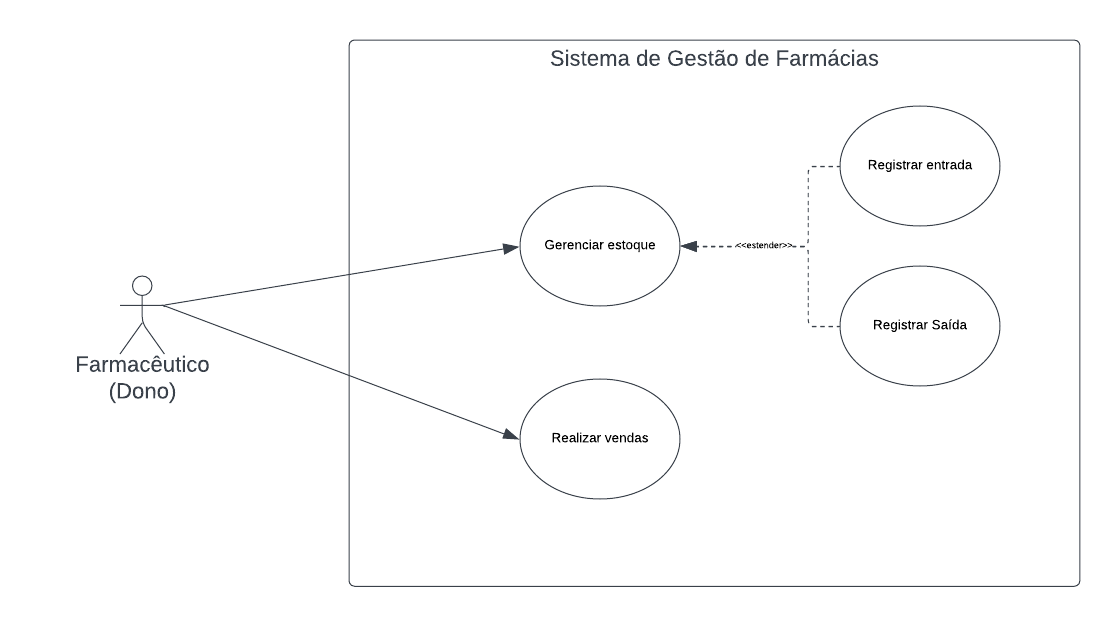 Sistema de Gestão de Farmácias
Registrar entrada
Gerenciar estoque
<<estender>>
Registrar Saída
Farmacêutico
(Dono)
Realizar vendas